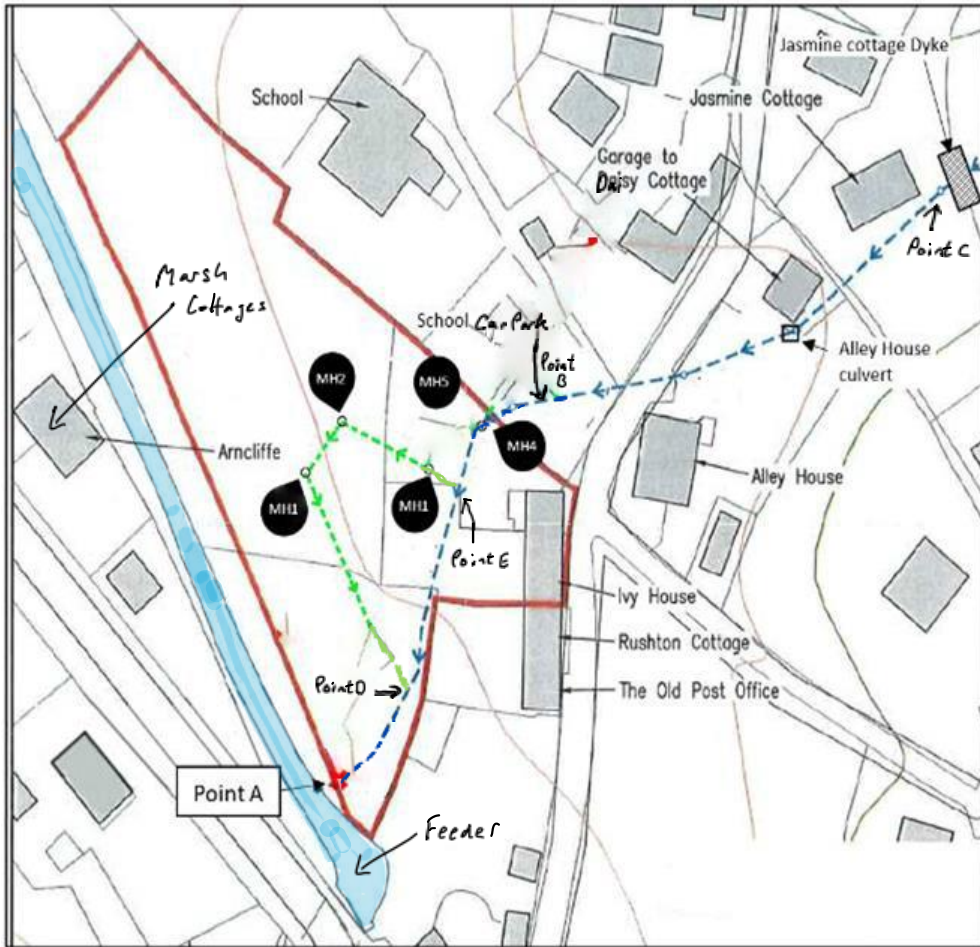 Jasmine cottage Dyke
School
Jasmine Cottage
Garage to
Daisy Cottage
Dai
Point C
Marsh
Cottages
School Car Park
Point
B
Alley House
culvert
MH2
MH5
MH4
Arncliffe
Alley House
MH1
MH1
Point E
Ivy House
Rushton Cottage
Point D
The Old Post Office
Point A
Feeder